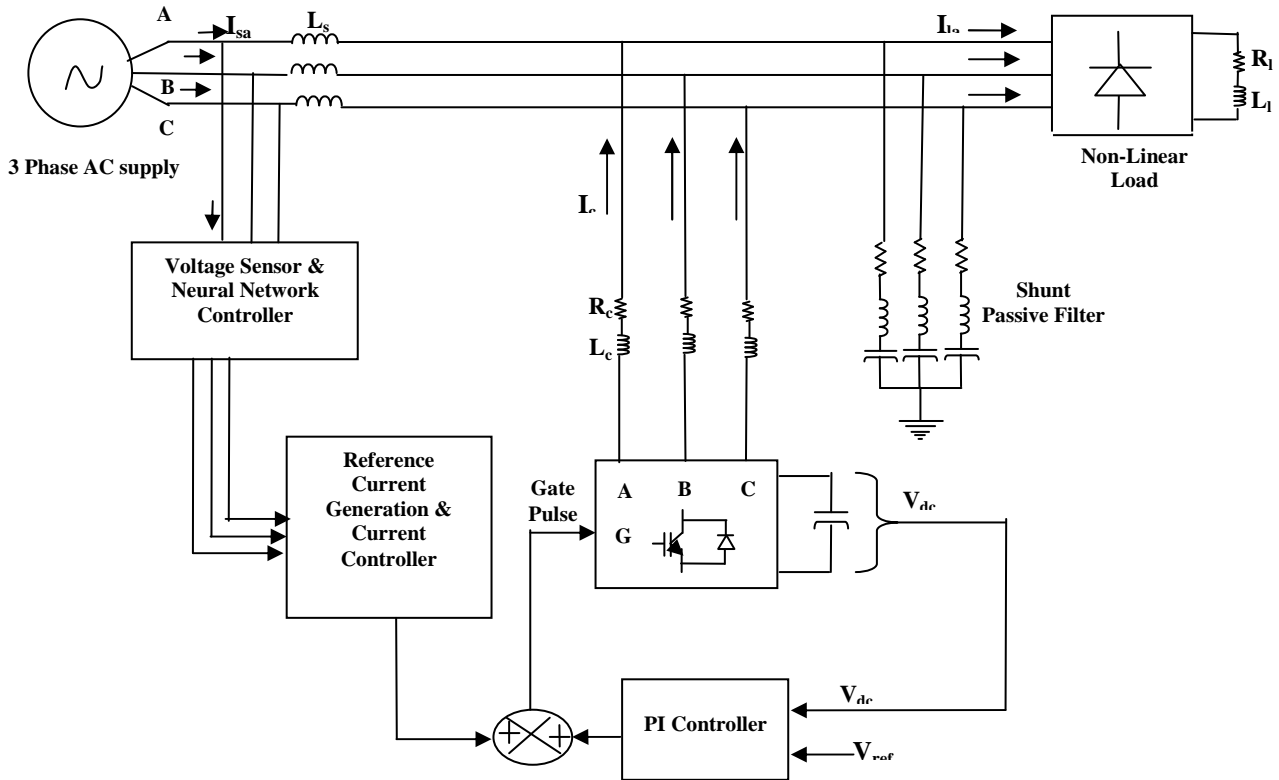 A
I_sa
L_s
I_la
B
C
3 Phase AC supply
R_l
L_l
Non-Linear
Load
I_c
Voltage Sensor &
Neural Network
Controller
R_c
L_c
Shunt
Passive Filter
Reference
Current
Generation &
Current
Controller
Gate
Pulse
A B C
G
V_dc
PI Controller
V_dc
V_ref
+ +